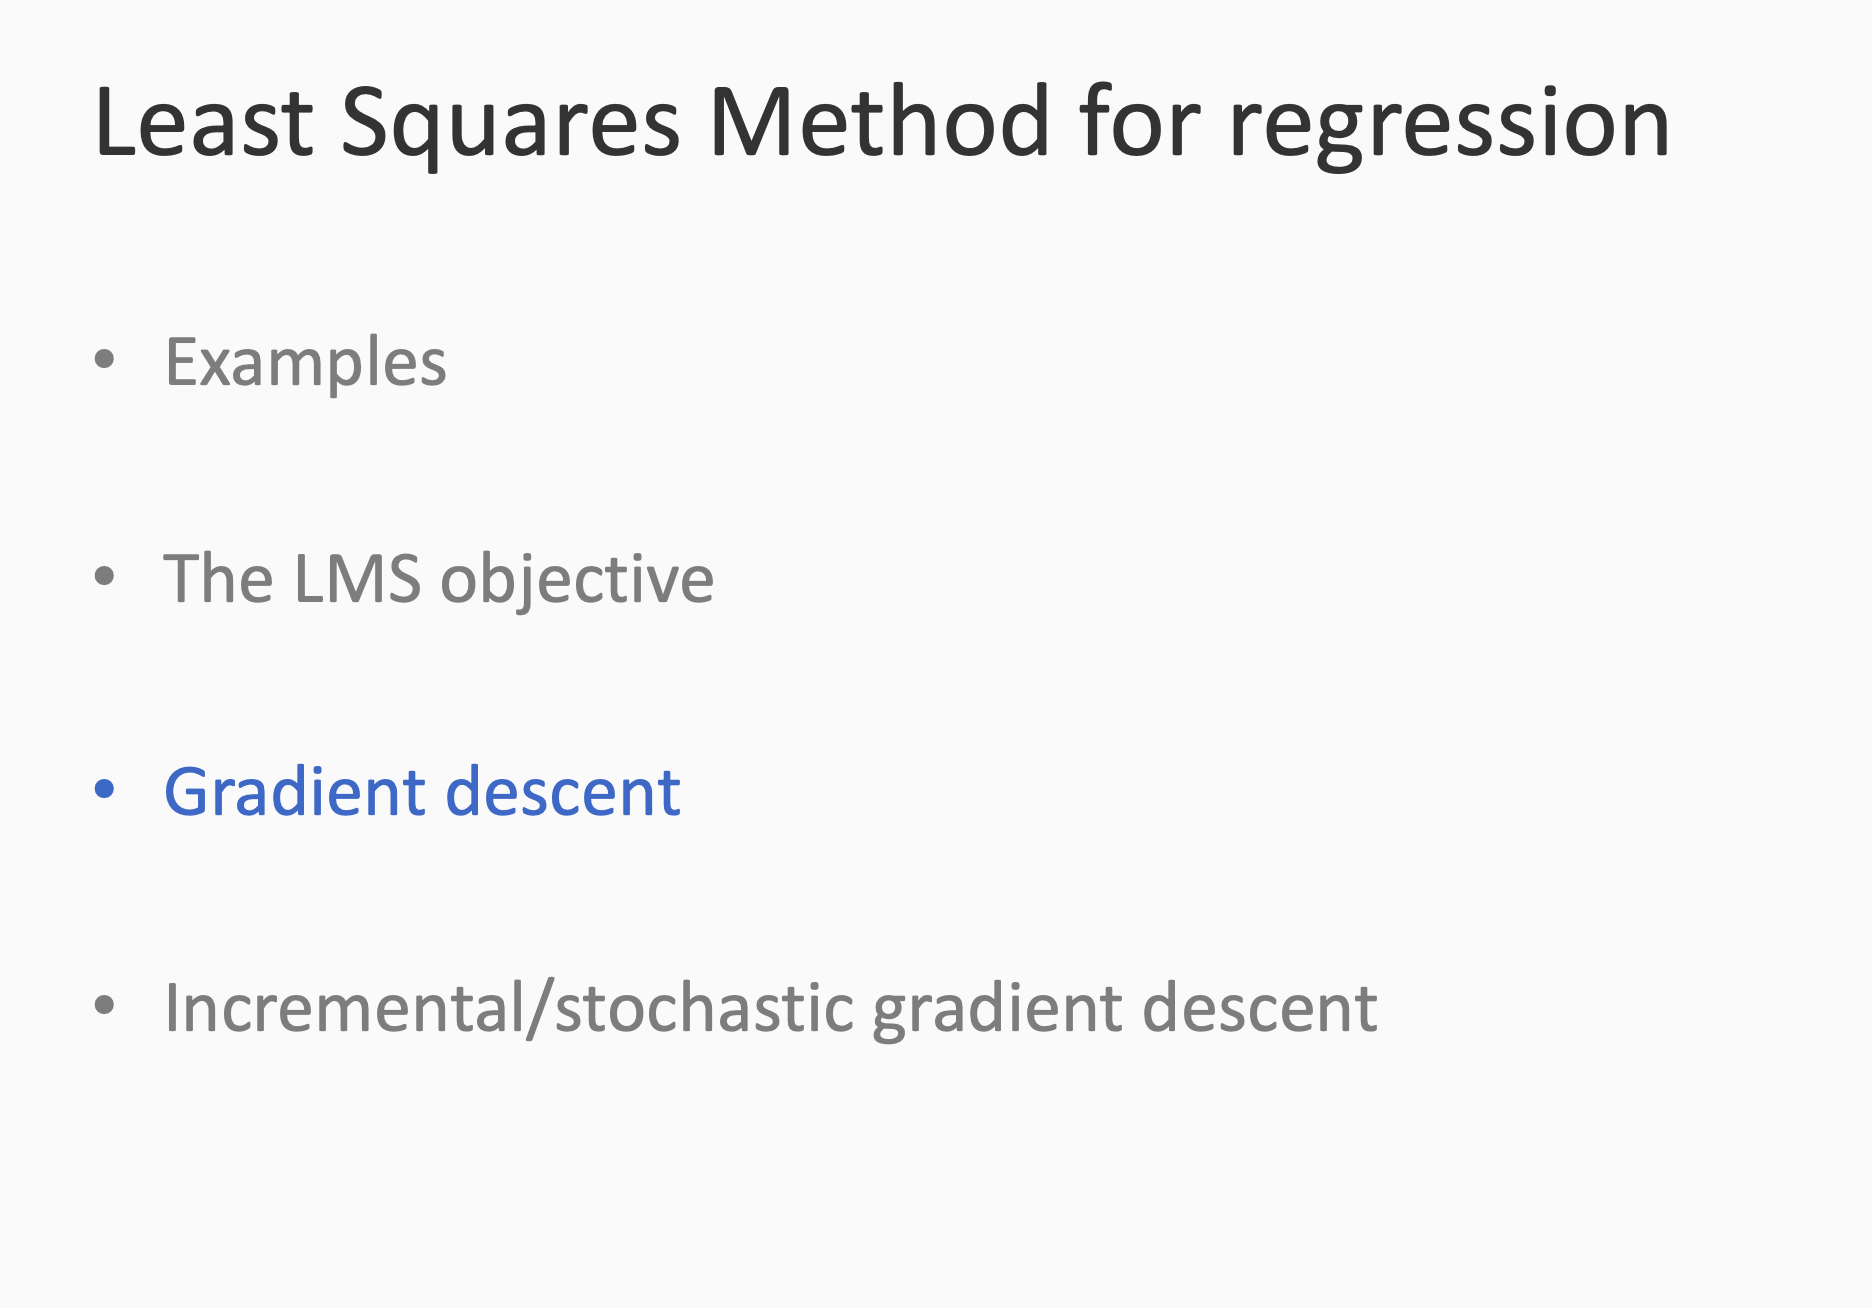 Least Squares Method for regression
• Examples
• The LMS objective
• Gradient descent
• Incremental/stochastic gradient descent